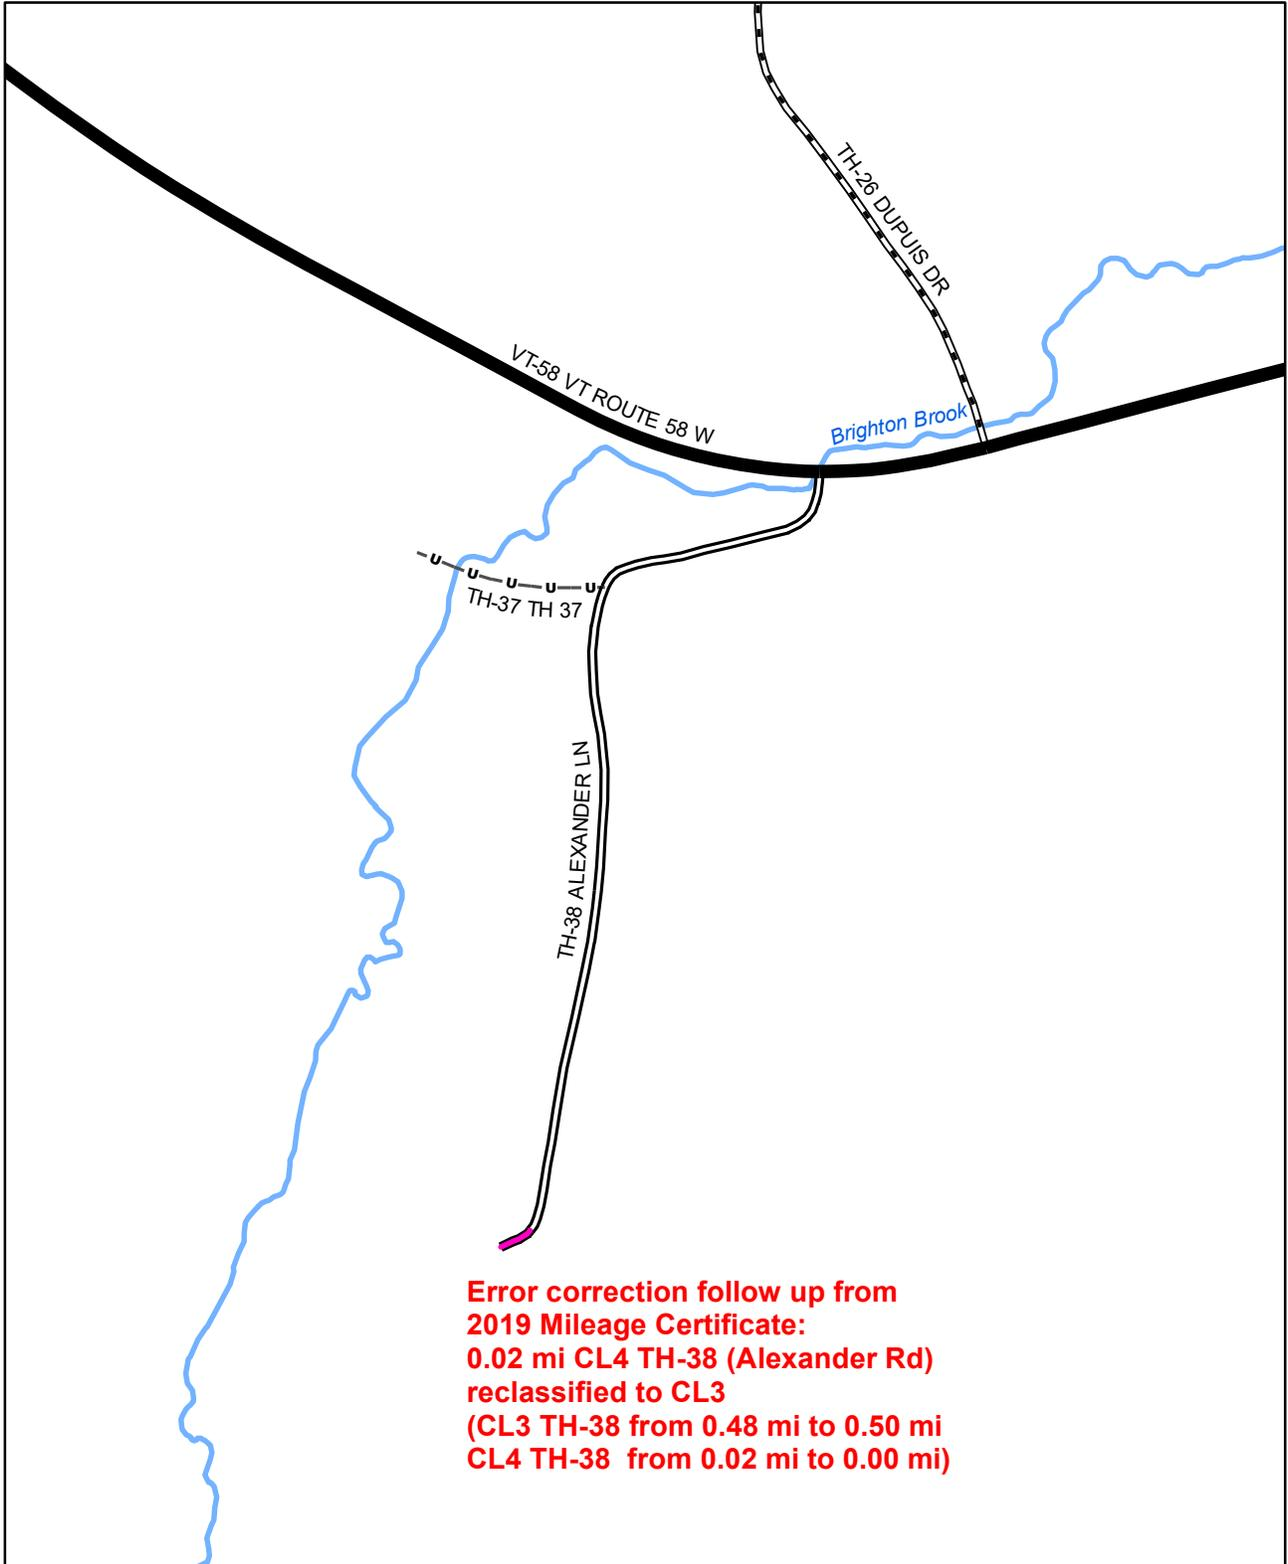 TH-26 DUPUIS DR
VT-58 VT ROUTE 58 W
Brighton Brook
U U U U U
TH-37 TH 37
TH-38 ALEXANDER LN
Error correction follow up from
2019 Mileage Certificate:
0.02 mi CL4 TH-38 (Alexander Rd)
reclassified to CL3
(CL3 TH-38 from 0.48 mi to 0.50 mi
CL4 TH-38  from 0.02 mi to 0.00 mi)